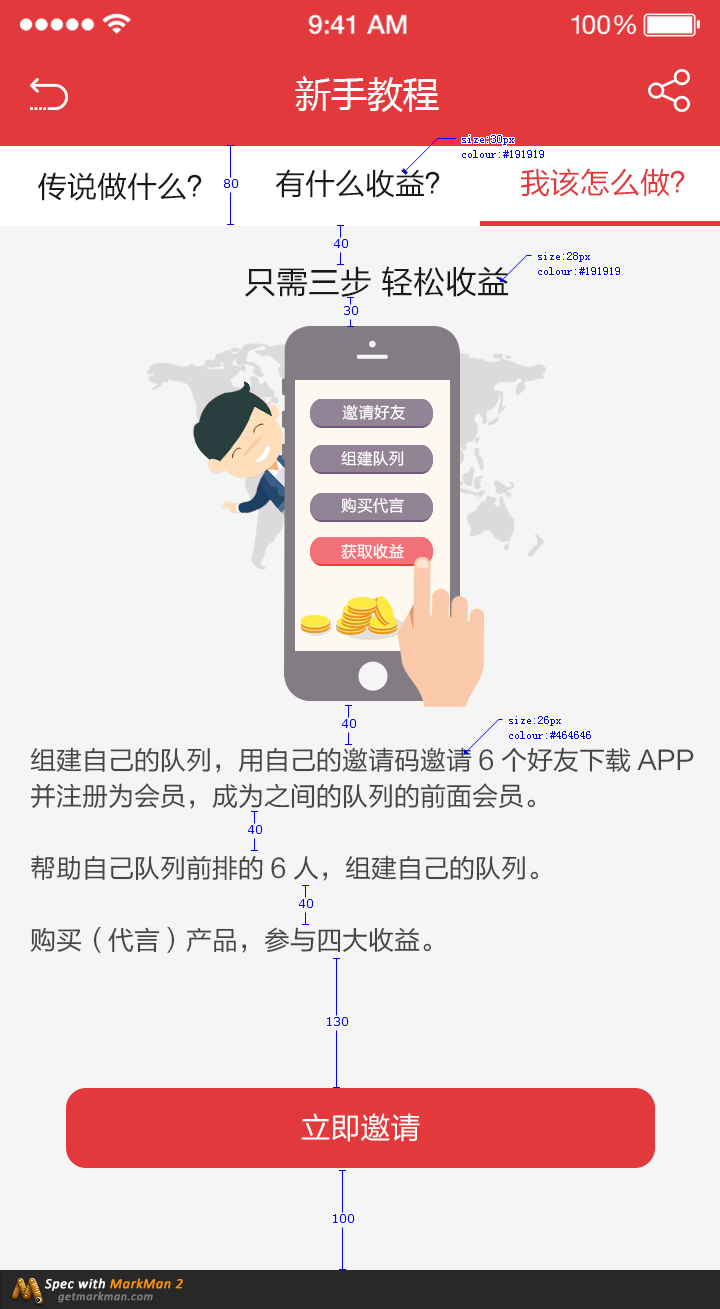 9:41 AM
100%
新手教程
size:30px
colour:#191919
传说做什么?
80
有什么收益?
我该怎么做?
40
size:28px
colour:#191919
只需三步 轻松收益
30
邀请好友
组建队列
购买代言
获取收益
40
size:26px
colour:#464646
组建自己的队列，用自己的邀请码邀请 6 个好友下载 APP
并注册为会员，成为之间的队列的前面会员。
40
帮助自己队列前排的 6 人，组建自己的队列。
40
购买（代言）产品，参与四大收益。
130
立即邀请
100
Spec with MarkMan 2
getmarkman.com